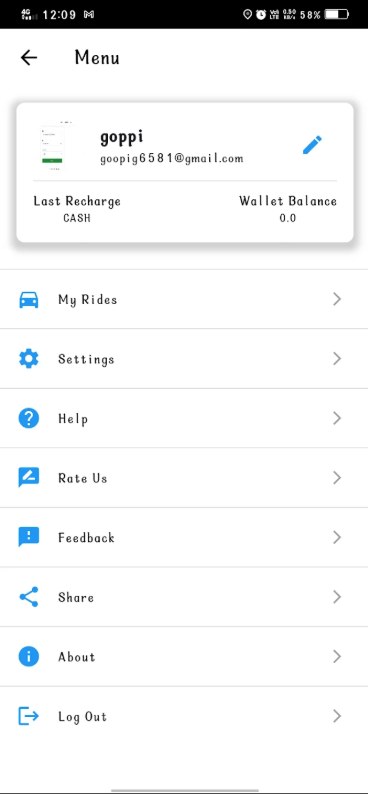 4G 12:09 58%
Menu
goppi
goopig6581@gmail.com
Last Recharge Wallet Balance
CASH 0.0
My Rides
Settings
Help
Rate Us
Feedback
Share
About
Log Out